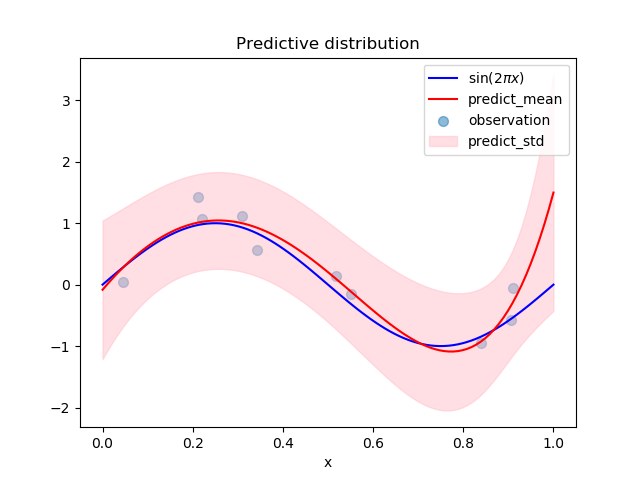 Predictive distribution
sin(2πx)
predict_mean
observation
predict_std
3
2
1
0
−1
−2
0.0 0.2 0.4 0.6 0.8 1.0
x